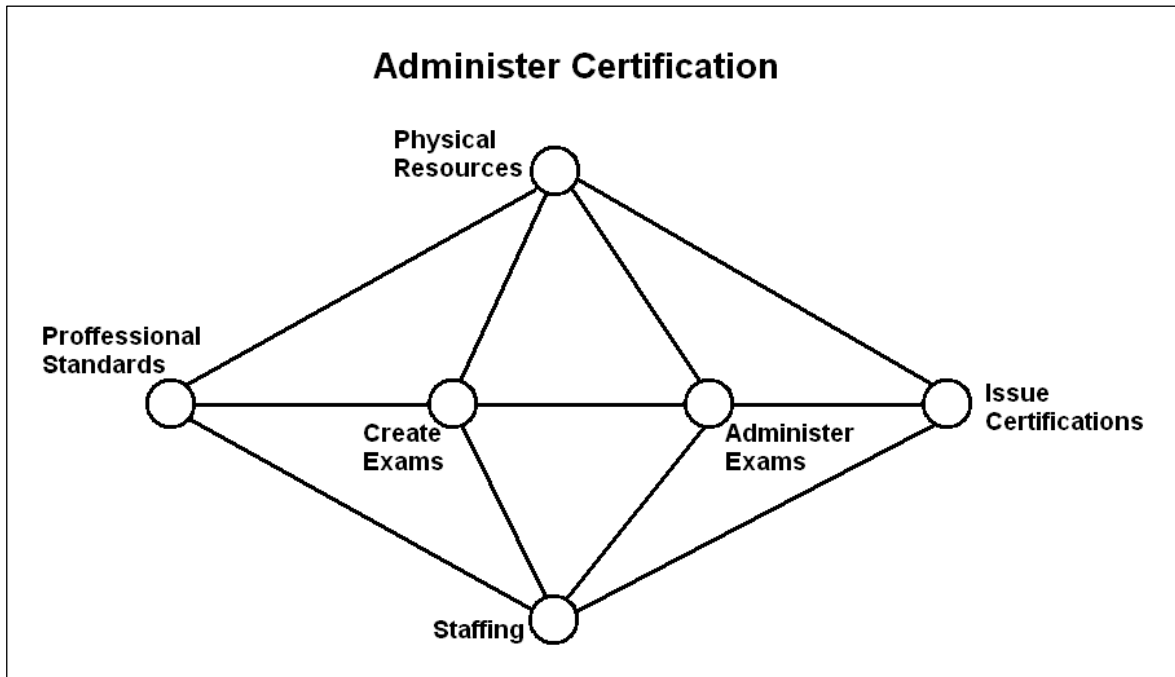 Administer Certification
Physical
Resources
Proffessional
Standards
Create
Exams
Administer
Exams
Issue
Certifications
Staffing